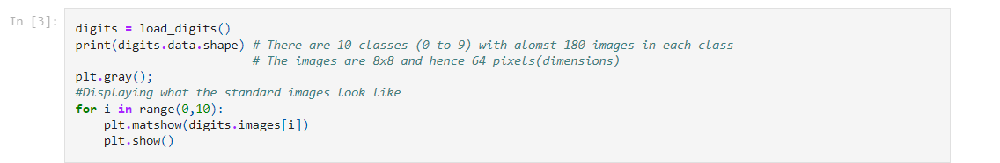 In [3]:
digits = load_digits()
print(digits.data.shape) # There are 10 classes (0 to 9) with alomst 180 images in each class
# The images are 8x8 and hence 64 pixels(dimensions)
plt.gray();
#Displaying what the standard images look like
for i in range(0,10):
    plt.matshow(digits.images[i])
    plt.show()